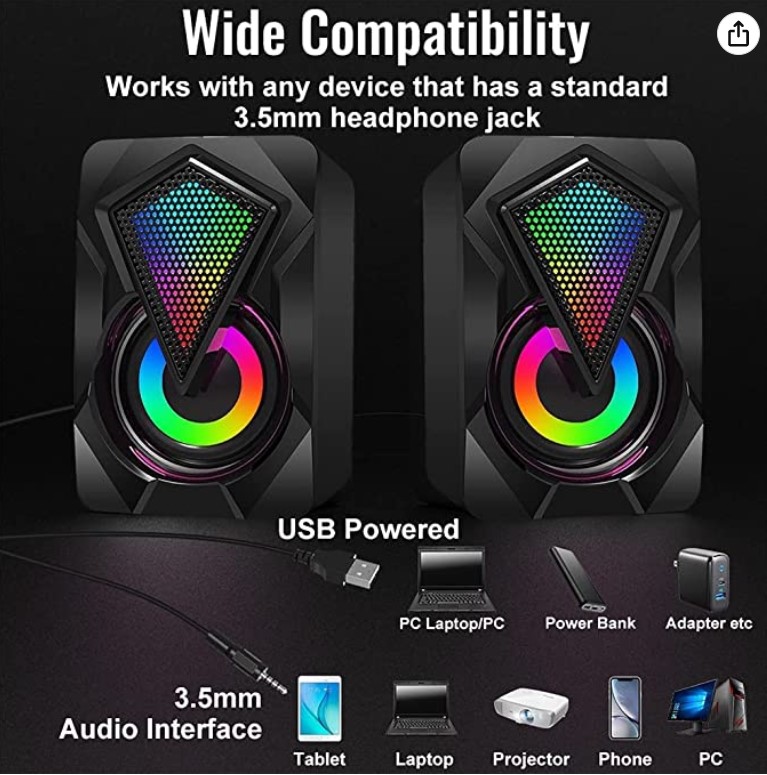 Wide Compatibility
Works with any device that has a standard
3.5mm headphone jack
USB Powered
PC Laptop/PC
Power Bank
Adapter etc
3.5mm
Audio Interface
Tablet
Laptop
Projector
Phone
PC